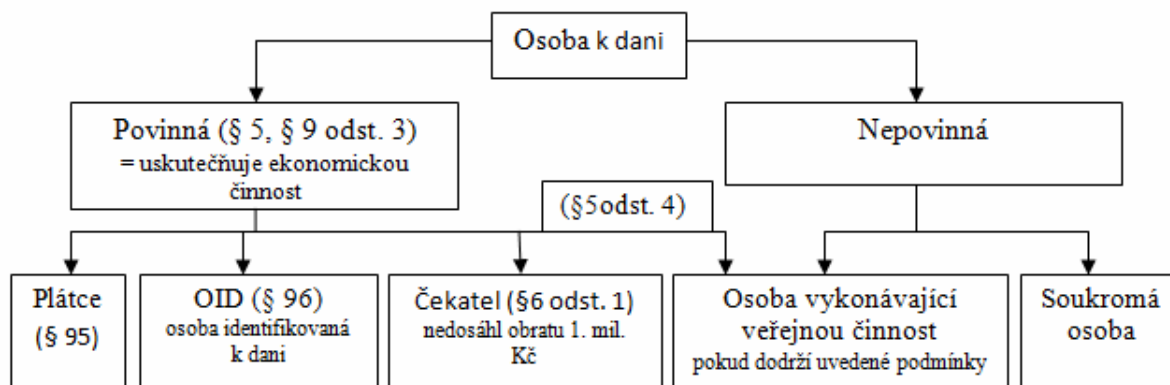 Osoba k dani
Povinná (§ 5, § 9 odst. 3)
= uskutečňuje ekonomickou
činnost
Nepovinná
(§5odst. 4)
Plátce
(§ 95)
OID (§ 96)
osoba identifikovaná
k dani
Čekatel (§6 odst. 1)
nedosáhl obratu 1. mil.
Kč
Osoba vykonávající
veřejnou činnost
pokud dodrží uvedené podmínky
Soukromá
osoba